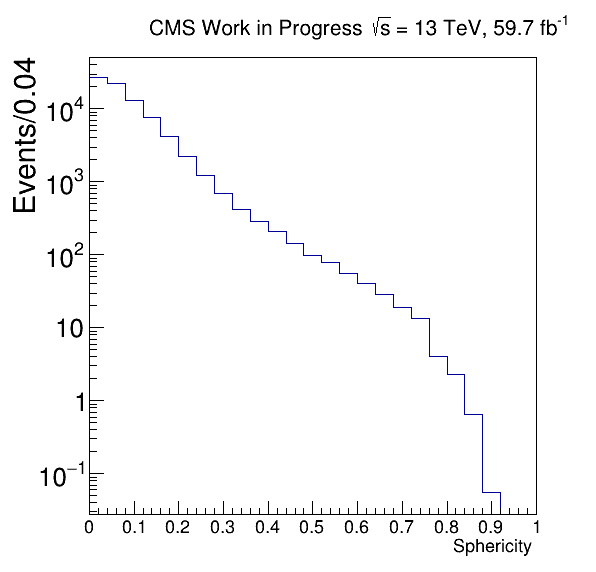 CMS Work in Progress √s = 13 TeV, 59.7 fb⁻¹
Events/0.04
10⁴
10³
10²
10
1
10⁻¹
0 0.1 0.2 0.3 0.4 0.5 0.6 0.7 0.8 0.9 1
Sphericity